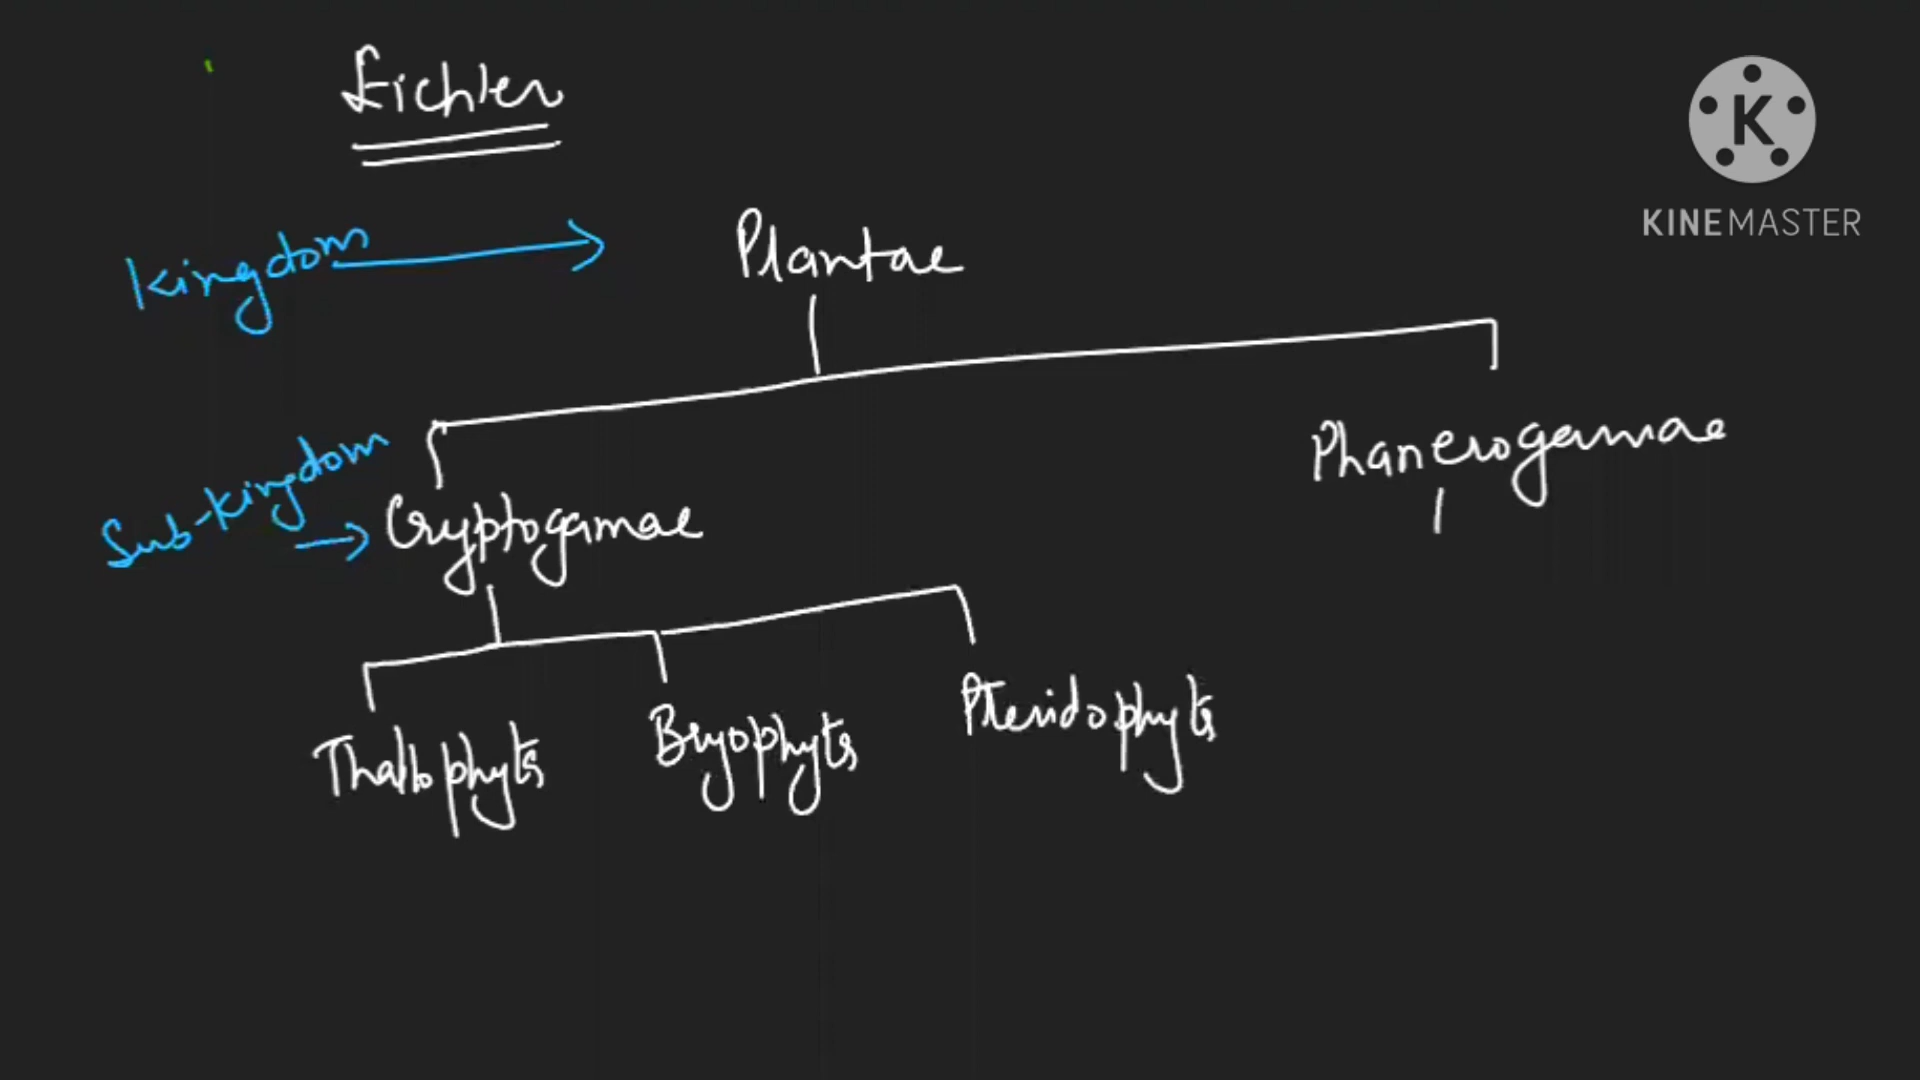 Eichler
Kingdom → Plantae
Sub-Kingdom → Cryptogamae
Phanerogamae
Thallophyts
Bryophyts
Pteridophyts
K
KINEMASTER